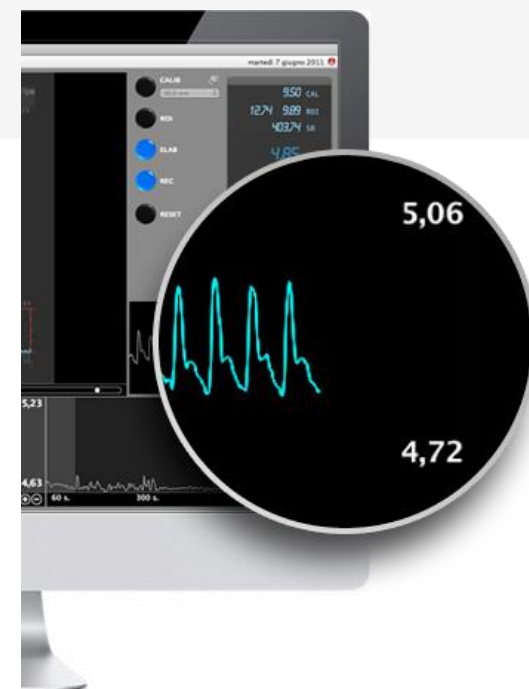 martedì 7 giugno 2011
CALIB
9.50 CAL
12.74 9.89 ROI
ROI
403,74 SR
ELAB
4.85
REC
RESET
5,06
4,72
5,23
4,63
60 s.
300 s.